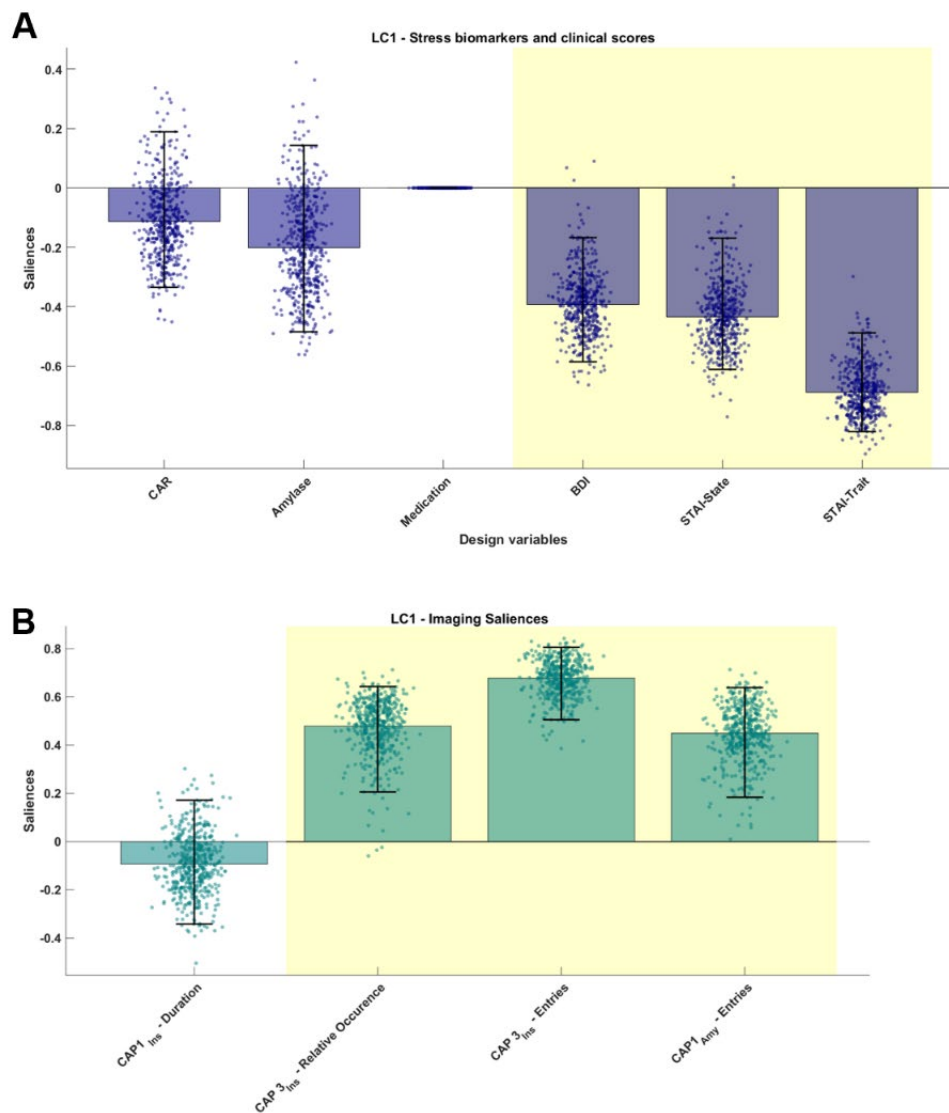 A
LC1 - Stress biomarkers and clinical scores
Saliences
0.4
0.2
0
-0.2
-0.4
-0.6
-0.8
CAR
Amylase
Medication
BDI
STAI-State
STAI-Trait
Design variables
B
LC1 - Imaging Saliences
Saliences
0.8
0.6
0.4
0.2
0
-0.2
-0.4
CAP1 Ins - Duration
CAP 3Ins - Relative Occurence
CAP 3Ins - Entries
CAP1Amy - Entries